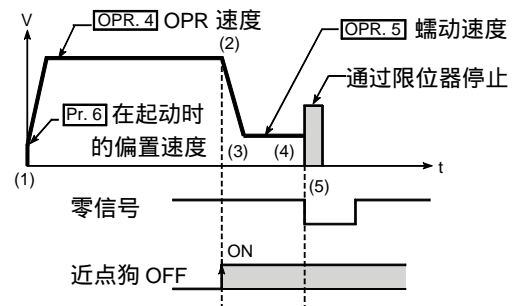 V
OPR. 4 OPR 速度
(2)
OPR. 5 蠕动速度
通过限位器停止
Pr. 6 在起动时
的偏置速度
(3)
(4)
t
(1)
(5)
零信号
ON
近点狗 OFF